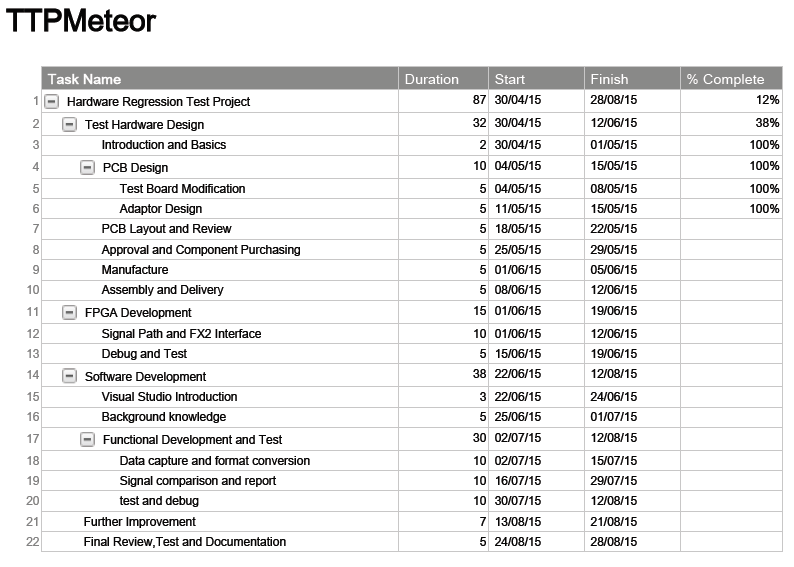 TTPMeteor
Task Name Duration Start Finish % Complete
1 Hardware Regression Test Project 87 30/04/15 28/08/15 12%
2 Test Hardware Design 32 30/04/15 12/06/15 38%
3 Introduction and Basics 2 30/04/15 01/05/15 100%
4 PCB Design 10 04/05/15 15/05/15 100%
5 Test Board Modification 5 04/05/15 08/05/15 100%
6 Adaptor Design 5 11/05/15 15/05/15 100%
7 PCB Layout and Review 5 18/05/15 22/05/15
8 Approval and Component Purchasing 5 25/05/15 29/05/15
9 Manufacture 5 01/06/15 05/06/15
10 Assembly and Delivery 5 08/06/15 12/06/15
11 FPGA Development 15 01/06/15 19/06/15
12 Signal Path and FX2 Interface 10 01/06/15 12/06/15
13 Debug and Test 5 15/06/15 19/06/15
14 Software Development 38 22/06/15 12/08/15
15 Visual Studio Introduction 3 22/06/15 24/06/15
16 Background knowledge 5 25/06/15 01/07/15
17 Functional Development and Test 30 02/07/15 12/08/15
18 Data capture and format conversion 10 02/07/15 15/07/15
19 Signal comparison and report 10 16/07/15 29/07/15
20 test and debug 10 30/07/15 12/08/15
21 Further Improvement 7 13/08/15 21/08/15
22 Final Review,Test and Documentation 5 24/08/15 28/08/15